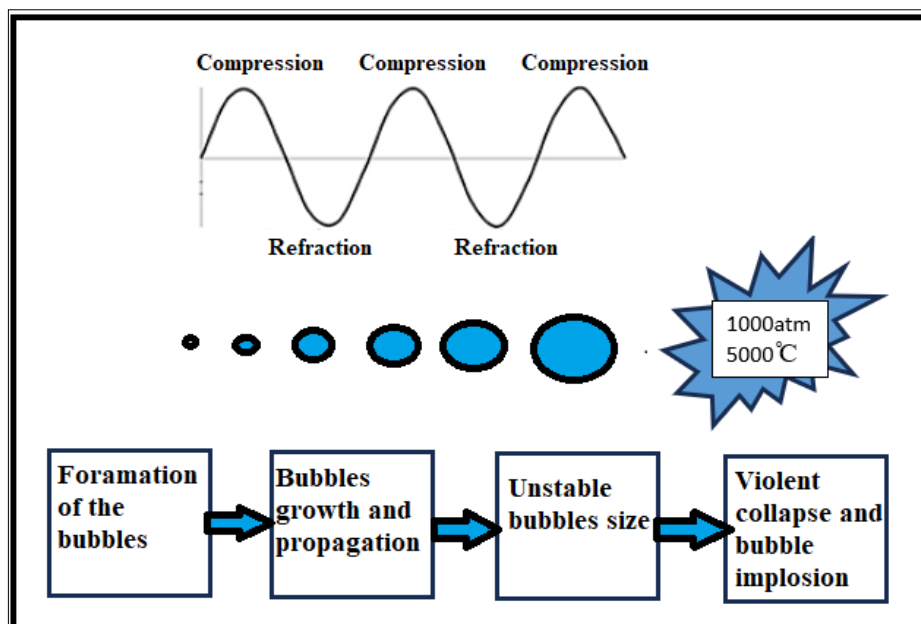 Compression Compression Compression
Refraction Refraction
1000atm
5000℃
Foramation
of the
bubbles
Bubbles
growth and
propagation
Unstable
bubbles size
Violent
collapse and
bubble
implosion